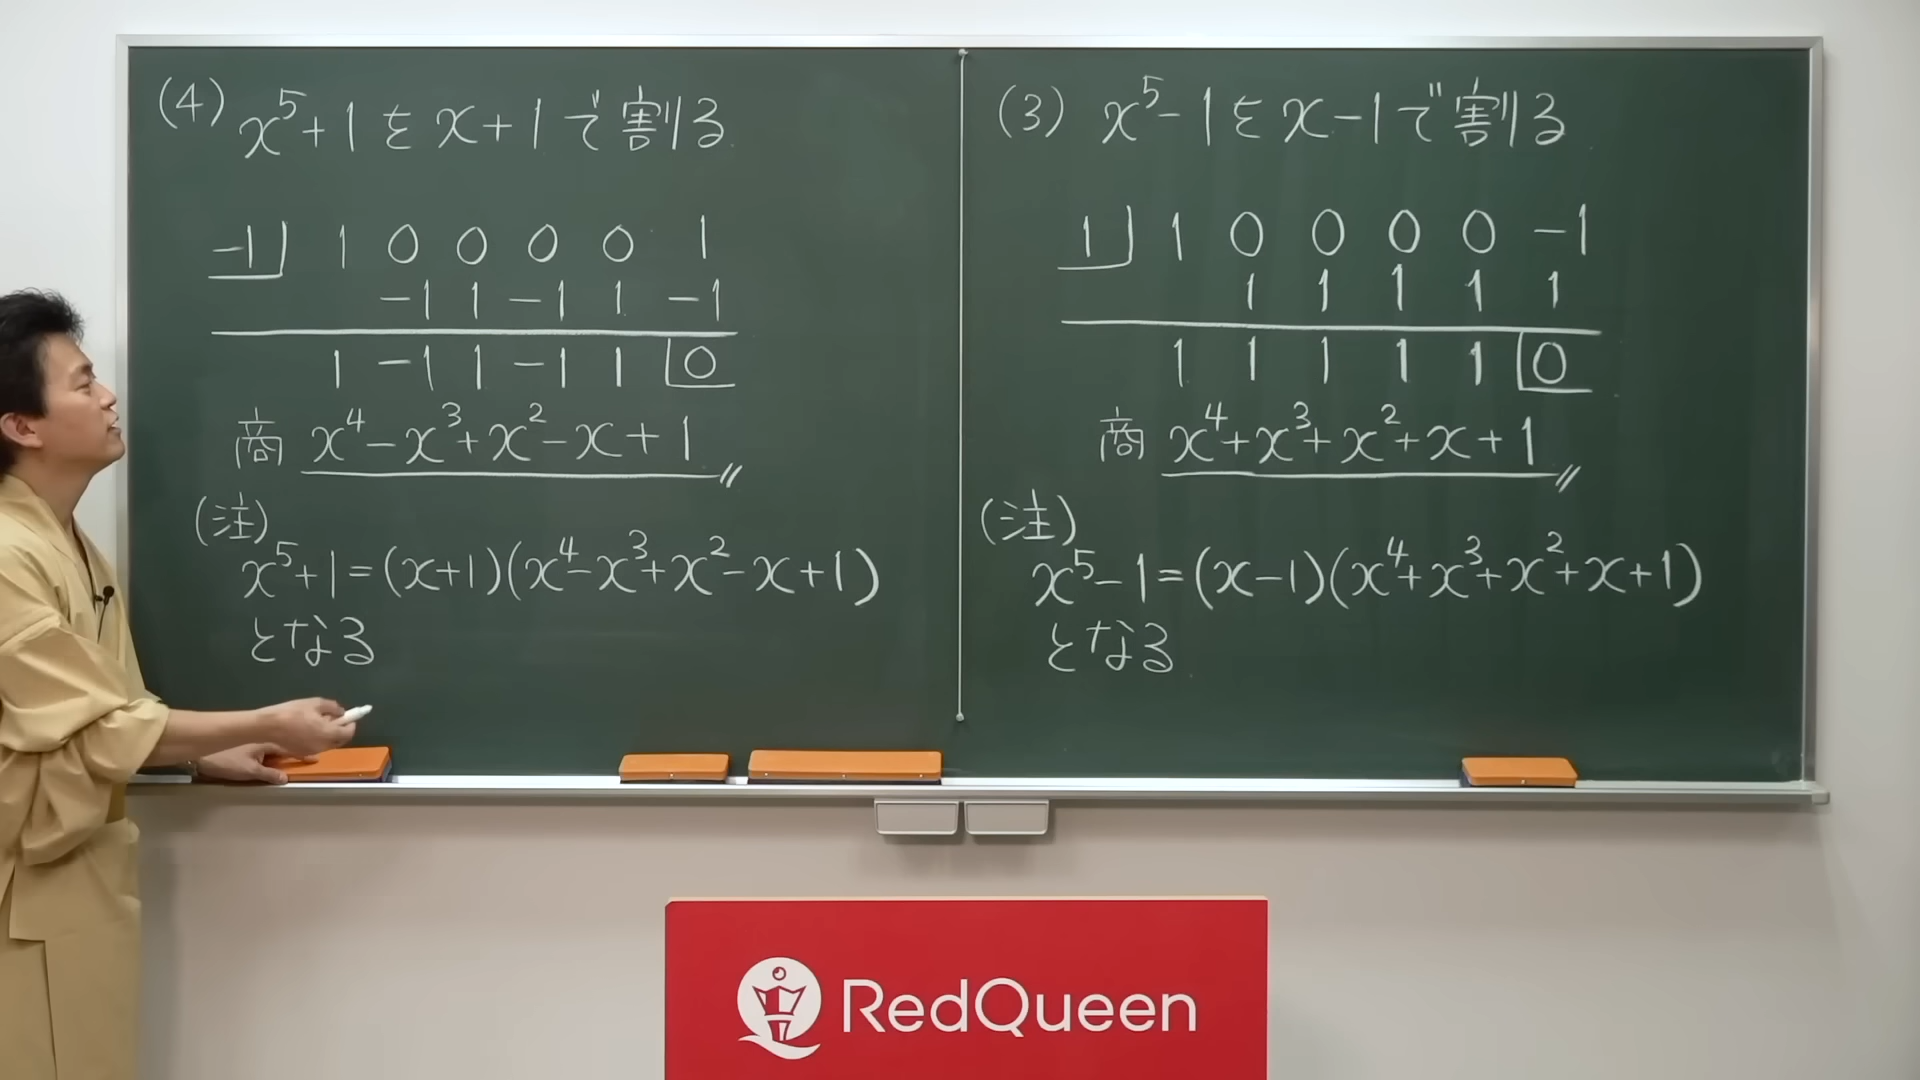 (4) x⁵+1をx+1で割る
-1 1 0 0 0 0 1
-1 1 -1 1 -1
1 -1 1 -1 1 0
商 x⁴-x³+x²-x+1
(注)
x⁵+1=(x+1)(x⁴-x³+x²-x+1)
となる
(3) x⁵-1をx-1で割る
1 1 0 0 0 0 -1
1 1 1 1 1
1 1 1 1 1 0
商 x⁴+x³+x²+x+1
(注)
x⁵-1=(x-1)(x⁴+x³+x²+x+1)
となる
RedQueen